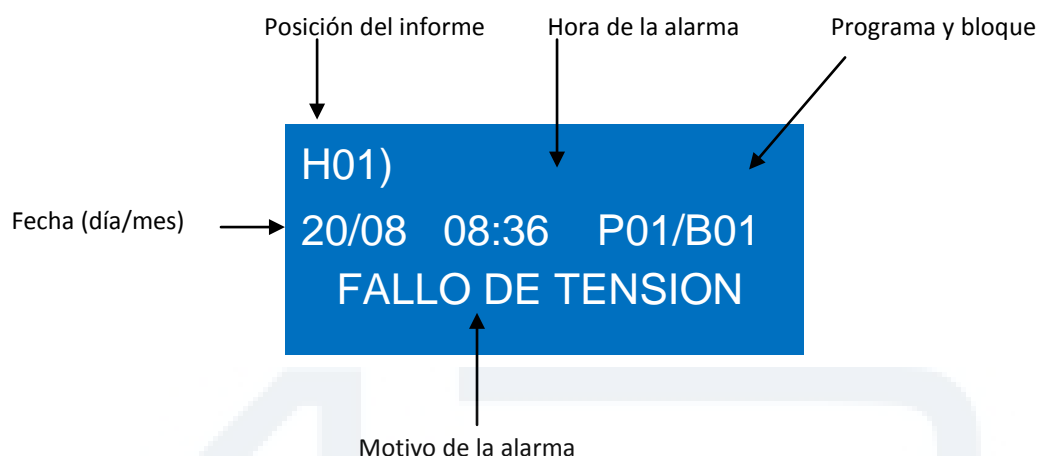 Posición del informe Hora de la alarma Programa y bloque
H01)
Fecha (día/mes) 20/08 08:36 P01/B01
FALLO DE TENSION
Motivo de la alarma